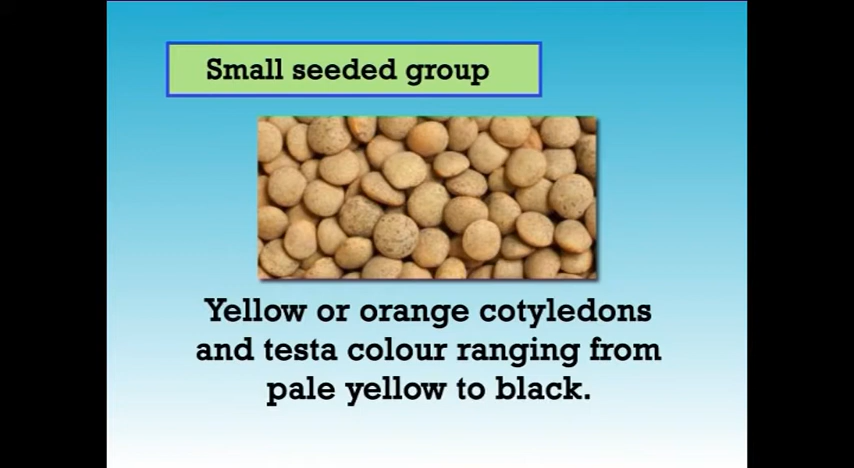 Small seeded group
Yellow or orange cotyledons
and testa colour ranging from
pale yellow to black.